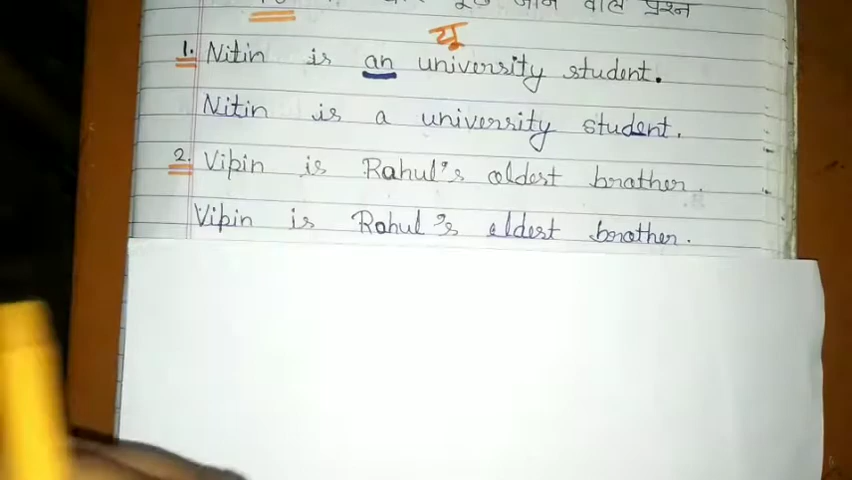 जाने वाले प्रश्न
यू
1. Nitin is an university student.
Nitin is a university student.
2. Vipin is Rahul's oldest brother.
Vipin is Rahul's eldest brother.